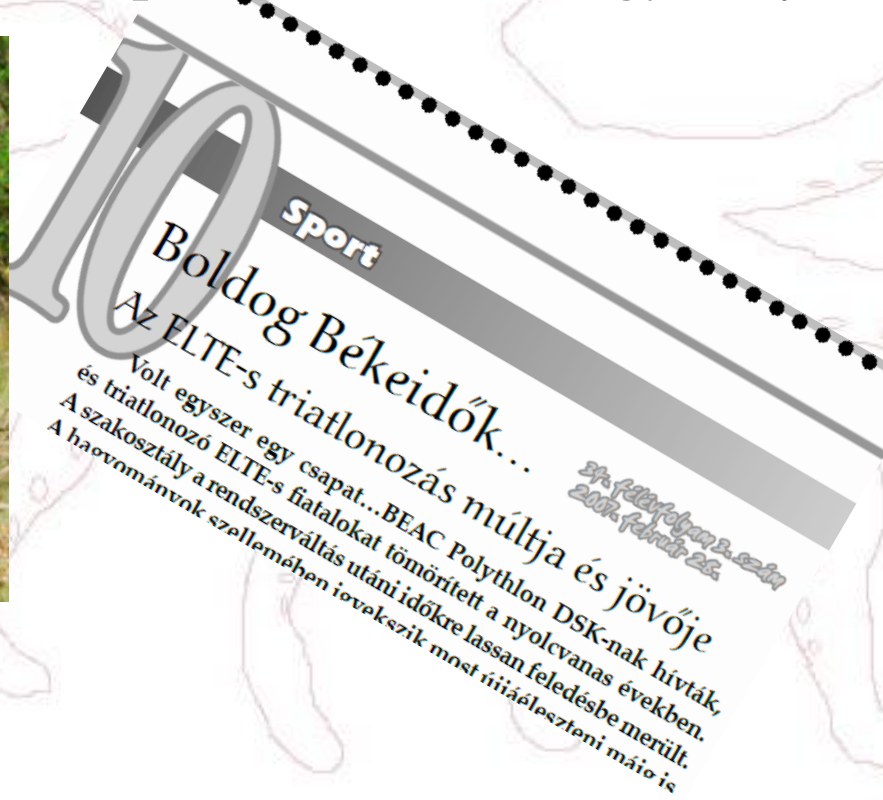 10
Sport
Boldog Békeidők...
Az ELTE-s triatlonozás múltja és jövője
34. félévfolyam 3. szám
2007. február 26.
Volt egyszer egy csapat...BEAC Polythlon DSK-nak hívták,
és triatlonozó ELTE-s fiatalokat tömörített a nyolcvanas években.
A szakosztály a rendszerváltás utáni időkre lassan feledésbe merült.
A hagyományok szellemében igyekszik most újjáéleszteni máig is